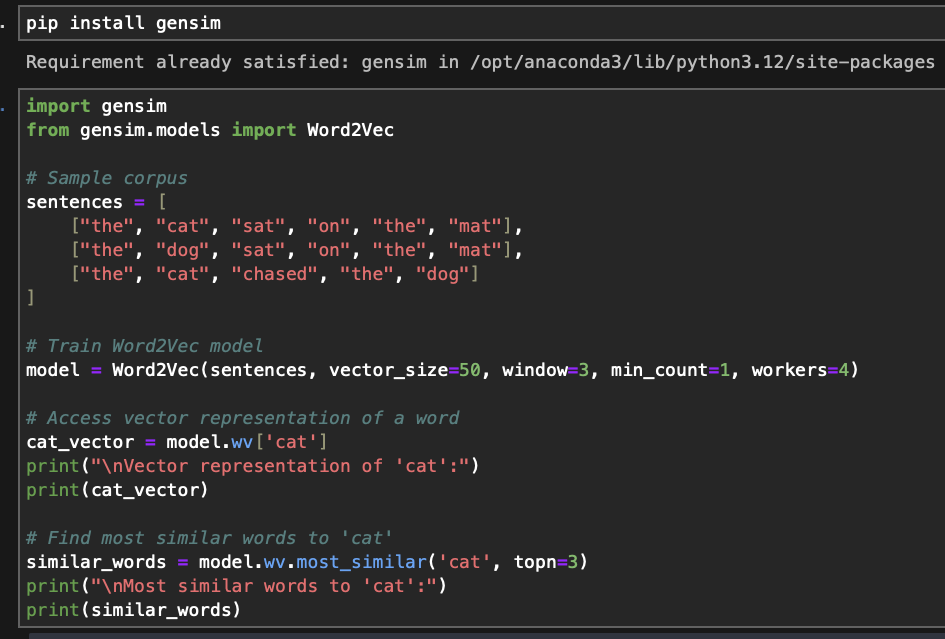 pip install gensim
Requirement already satisfied: gensim in /opt/anaconda3/lib/python3.12/site-packages
import gensim
from gensim.models import Word2Vec
# Sample corpus
sentences = [
    ["the", "cat", "sat", "on", "the", "mat"],
    ["the", "dog", "sat", "on", "the", "mat"],
    ["the", "cat", "chased", "the", "dog"]
]
# Train Word2Vec model
model = Word2Vec(sentences, vector_size=50, window=3, min_count=1, workers=4)
# Access vector representation of a word
cat_vector = model.wv['cat']
print("\nVector representation of 'cat':")
print(cat_vector)
# Find most similar words to 'cat'
similar_words = model.wv.most_similar('cat', topn=3)
print("\nMost similar words to 'cat':")
print(similar_words)